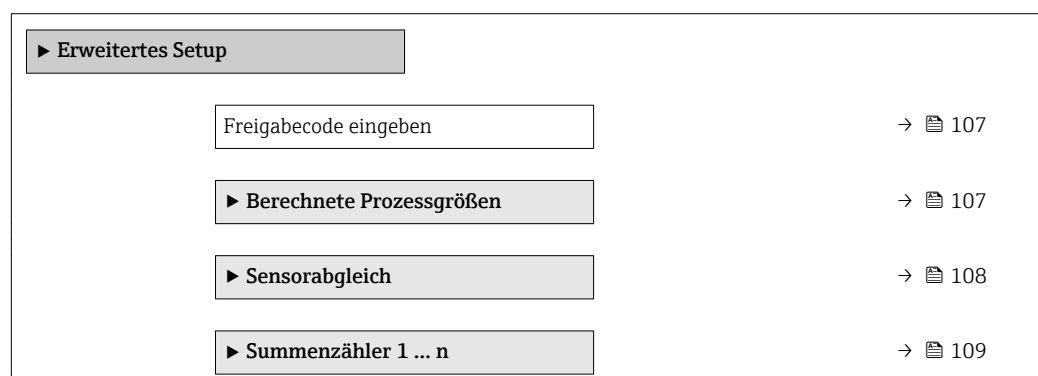 ▶ Erweitertes Setup
Freigabecode eingeben → 107
▶ Berechnete Prozessgrößen → 107
▶ Sensorabgleich → 108
▶ Summenzähler 1 … n → 109